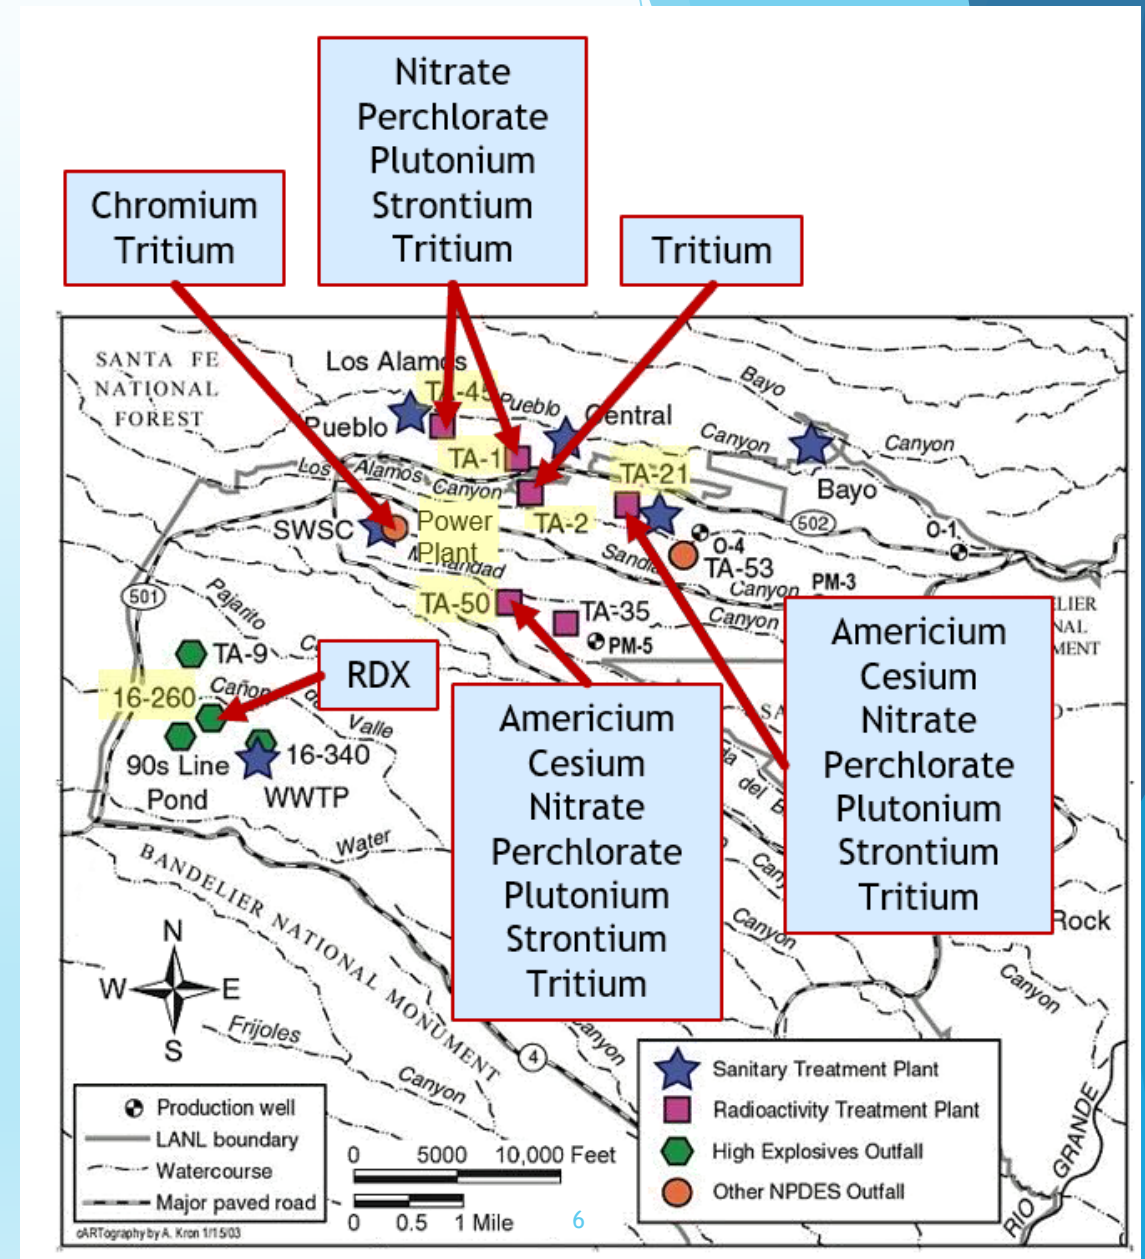 Nitrate
Perchlorate
Plutonium
Strontium
Tritium
Chromium
Tritium
Tritium
SANTA FE
NATIONAL
FOREST
Los Alamos
TA-45
Pueblo
Pueblo
Central
Bayo
Canyon
Canyon
Bayo
TA-1
Los Alamos Canyon
TA-21
TA-2
SWSC
Power
Plant
502
O-1
O-4
TA-53
Sandia
Canyon
PM-3
501
Pajarito
TA-50
TA-35
Canyon
PM-5
TA-9
RDX
16-260
Cañon
de
Valle
90s Line
Pond
16-340
WWTP
Americium
Cesium
Nitrate
Perchlorate
Plutonium
Strontium
Tritium
Americium
Cesium
Nitrate
Perchlorate
Plutonium
Strontium
Tritium
del
Water
BANDELIER NATIONAL MONUMENT
Canyon
Rock
Canyon
N
W E
S
Frijoles
Canyon
Canyon
4
RIO GRANDE
Production well
LANL boundary
Watercourse
Major paved road
0 5000 10,000 Feet
0 0.5 1 Mile
6
Sanitary Treatment Plant
Radioactivity Treatment Plant
High Explosives Outfall
Other NPDES Outfall
cARTography by A. Kron 1/15/03